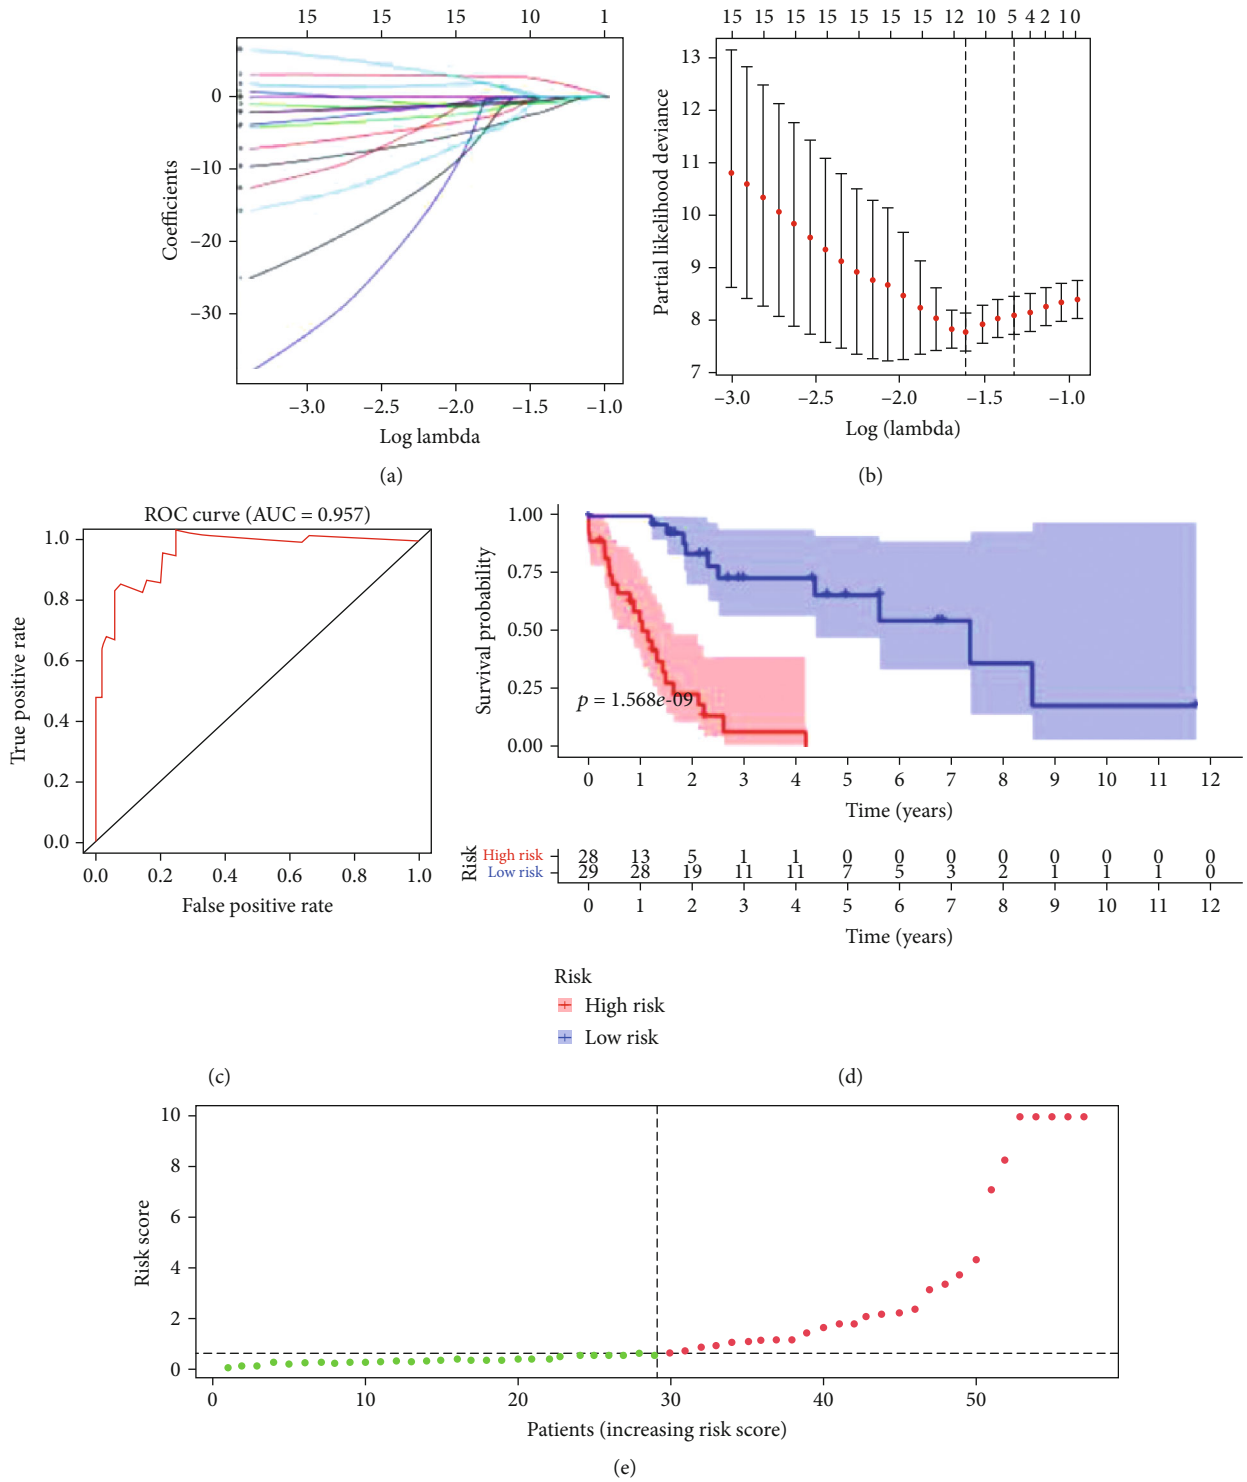 15 15 15 10 1
0
−10
−20
−30
Coefficients
−3.0 −2.5 −2.0 −1.5 −1.0
Log lambda
(a)
15 15 15 15 15 15 15 12 10 5 4 2 1 0
13
12
11
10
9
8
7
Partial likelihood deviance
−3.0 −2.5 −2.0 −1.5 −1.0
Log (lambda)
(b)
ROC curve (AUC = 0.957)
1.0
0.8
0.6
0.4
0.2
0.0
True positive rate
0.0 0.2 0.4 0.6 0.8 1.0
False positive rate
(c)
1.00
0.75
0.50
0.25
0.00
Survival probability
p = 1.568e-09
0 1 2 3 4 5 6 7 8 9 10 11 12
Time (years)
Risk
High risk 28 13 5 1 1 0 0 0 0 0 0 0 0
Low risk 29 28 19 11 11 7 5 3 2 1 1 1 0
0 1 2 3 4 5 6 7 8 9 10 11 12
Time (years)
Risk
High risk
Low risk
(d)
10
8
6
4
2
0
Risk score
0 10 20 30 40 50
Patients (increasing risk score)
(e)